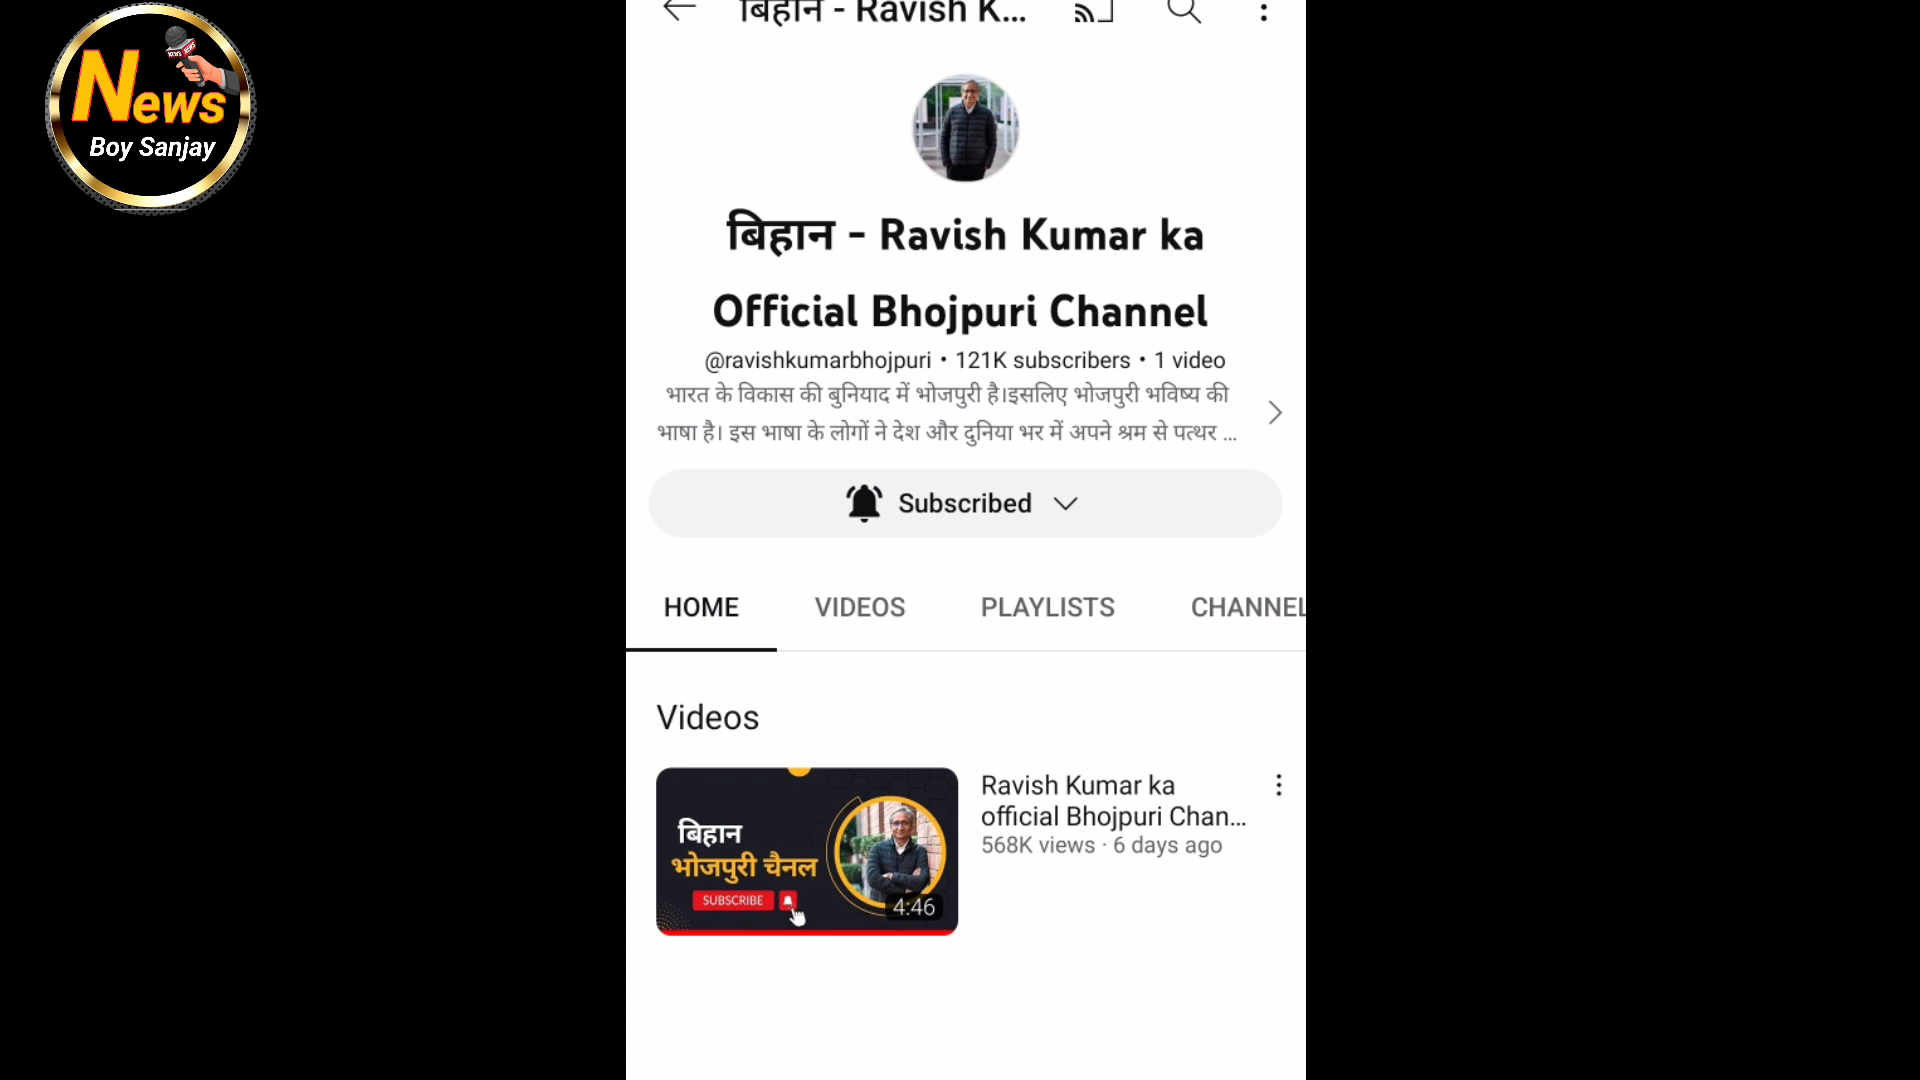 News
Boy Sanjay
NEWS NEWS
बिहान - Ravish K...
बिहान - Ravish Kumar ka
Official Bhojpuri Channel
@ravishkumarbhojpuri • 121K subscribers • 1 video
भारत के विकास की बुनियाद में भोजपुरी है।इसलिए भोजपुरी भविष्य की
भाषा है। इस भाषा के लोगों ने देश और दुनिया भर में अपने श्रम से पत्थर ...
Subscribed
HOME VIDEOS PLAYLISTS CHANNEL
Videos
बिहान
भोजपुरी चैनल
SUBSCRIBE
4:46
Ravish Kumar ka
official Bhojpuri Chan...
568K views · 6 days ago